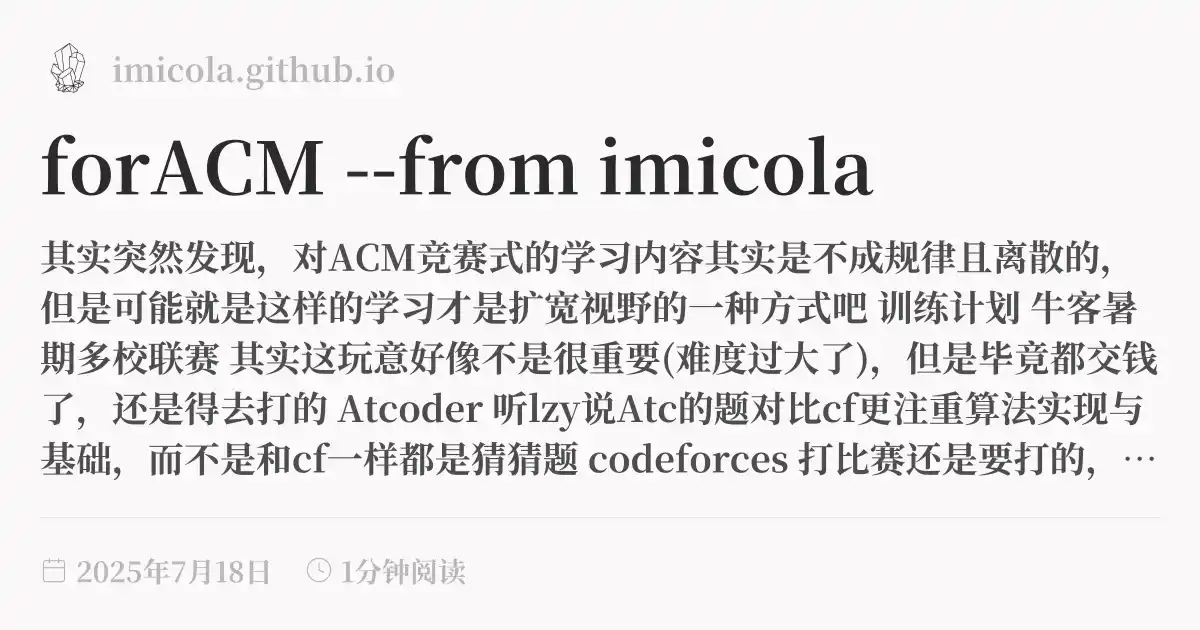 imicola.github.io
forACM --from imicola
其实突然发现，对ACM竞赛式的学习内容其实是不成规律且离散的，
但是可能就是这样的学习才是扩宽视野的一种方式吧 训练计划 牛客暑
期多校联赛 其实这玩意好像不是很重要(难度过大了)，但是毕竟都交钱
了，还是得去打的 Atcoder 听lzy说Atc的题对比cf更注重算法实现与
基础，而不是和cf一样都是猜猜题 codeforces 打比赛还是要打的，…
2025年7月18日 1分钟阅读